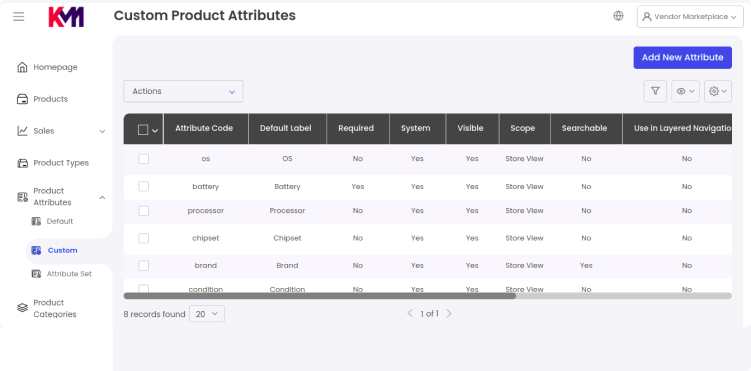 KM
Custom Product Attributes
Vendor Marketplace
Add New Attribute
Homepage
Products
Sales
Product Types
Product
Attributes
Default
Custom
Attribute Set
Product
Categories
Actions
Attribute Code Default Label Required System Visible Scope Searchable Use in Layered Navigatio
os OS No Yes Yes Store View No No
battery Battery Yes Yes Yes Store View No No
processor Processor No Yes Yes Store View No No
chipset Chipset No Yes Yes Store View No No
brand Brand No Yes Yes Store View Yes No
condition Condition No Yes Yes Store View No No
8 records found 20 1 of 1